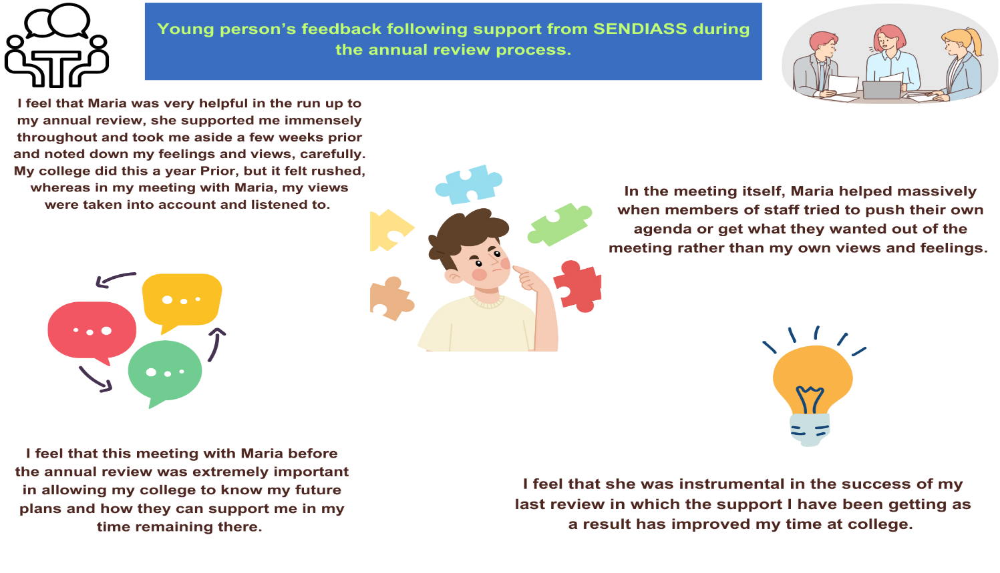 Young person's feedback following support from SENDIASS during
the annual review process.
I feel that Maria was very helpful in the run up to
my annual review, she supported me immensely
throughout and took me aside a few weeks prior
and noted down my feelings and views, carefully.
My college did this a year Prior, but it felt rushed,
whereas in my meeting with Maria, my views
were taken into account and listened to.
In the meeting itself, Maria helped massively
when members of staff tried to push their own
agenda or get what they wanted out of the
meeting rather than my own views and feelings.
I feel that this meeting with Maria before
the annual review was extremely important
in allowing my college to know my future
plans and how they can support me in my
time remaining there.
I feel that she was instrumental in the success of my
last review in which the support I have been getting as
a result has improved my time at college.